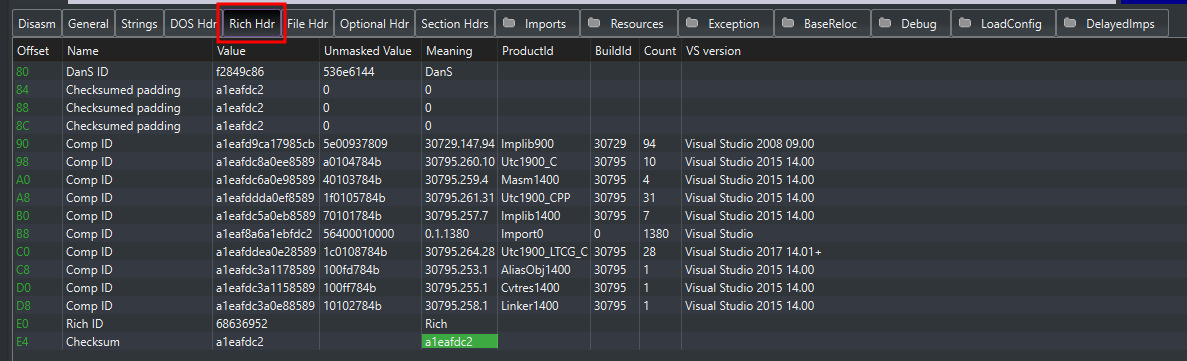 Disasm General Strings DOS Hdr Rich Hdr File Hdr Optional Hdr Section Hdrs Imports Resources Exception BaseReloc Debug LoadConfig DelayedImps
Offset Name Value Unmasked Value Meaning ProductId BuildId Count VS version
80 DanS ID f2849c86 536e6144 DanS
84 Checksumed padding a1eafdc2 0 0
88 Checksumed padding a1eafdc2 0 0
8C Checksumed padding a1eafdc2 0 0
90 Comp ID a1eafd9ca17985cb 5e00937809 30729.147.94 Implib900 30729 94 Visual Studio 2008 09.00
98 Comp ID a1eafdc8a0ee8589 a0104784b 30795.260.10 Utc1900_C 30795 10 Visual Studio 2015 14.00
A0 Comp ID a1eafdc6a0e98589 40103784b 30795.259.4 Masm1400 30795 4 Visual Studio 2015 14.00
A8 Comp ID a1eafddda0ef8589 1f0105784b 30795.261.31 Utc1900_CPP 30795 31 Visual Studio 2015 14.00
B0 Comp ID a1eafdc5a0eb8589 70101784b 30795.257.7 Implib1400 30795 7 Visual Studio 2015 14.00
B8 Comp ID a1eaf8a6a1ebfdc2 56400010000 0.1.1380 Import0 0 1380 Visual Studio
C0 Comp ID a1eafddea0e28589 1c0108784b 30795.264.28 Utc1900_LTCG_C 30795 28 Visual Studio 2017 14.01+
C8 Comp ID a1eafdc3a1178589 100fd784b 30795.253.1 AliasObj1400 30795 1 Visual Studio 2015 14.00
D0 Comp ID a1eafdc3a1158589 100ff784b 30795.255.1 Cvtres1400 30795 1 Visual Studio 2015 14.00
D8 Comp ID a1eafdc3a0e88589 10102784b 30795.258.1 Linker1400 30795 1 Visual Studio 2015 14.00
E0 Rich ID 68636952 Rich
E4 Checksum a1eafdc2 a1eafdc2